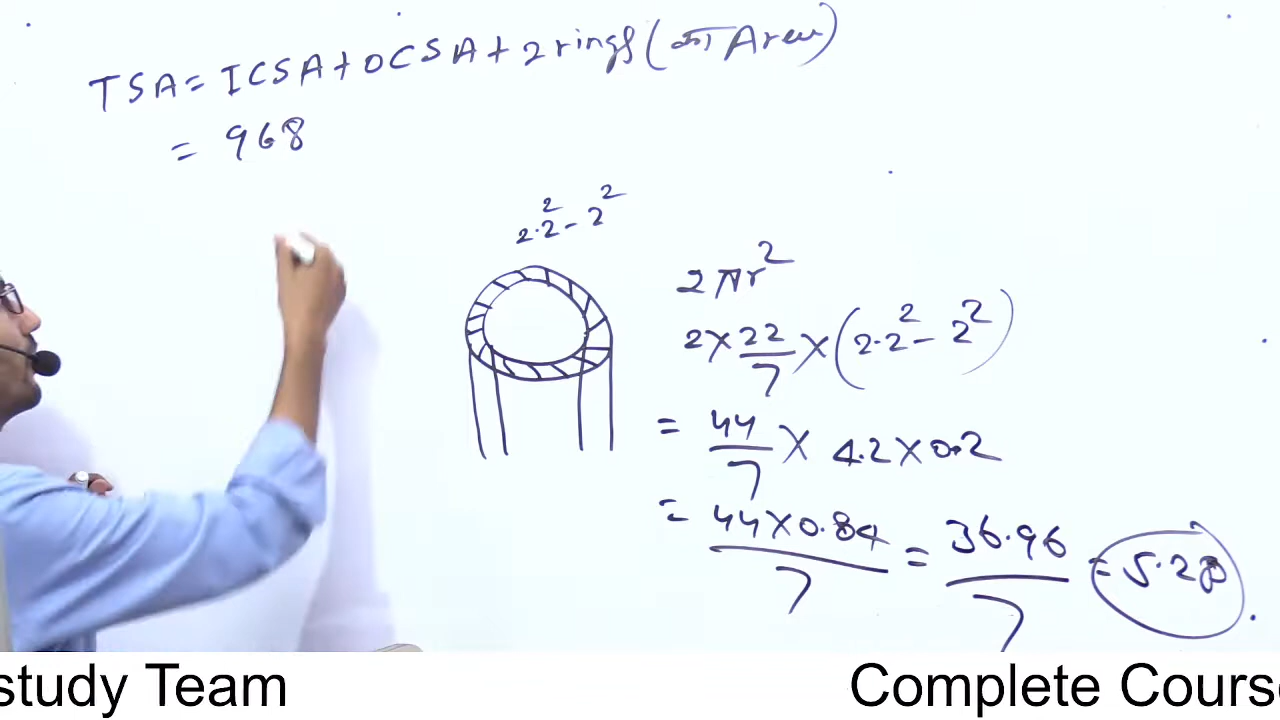 TSA = ICSA + OCSA + 2 rings (का Area)
= 968
2.2² - 2²
2πr²
2 × 22/7 × (2.2² - 2²)
= 44/7 × 4.2 × 0.2
= 44 × 0.84 / 7 = 36.96 / 7 = 5.28
study Team
Complete Cours